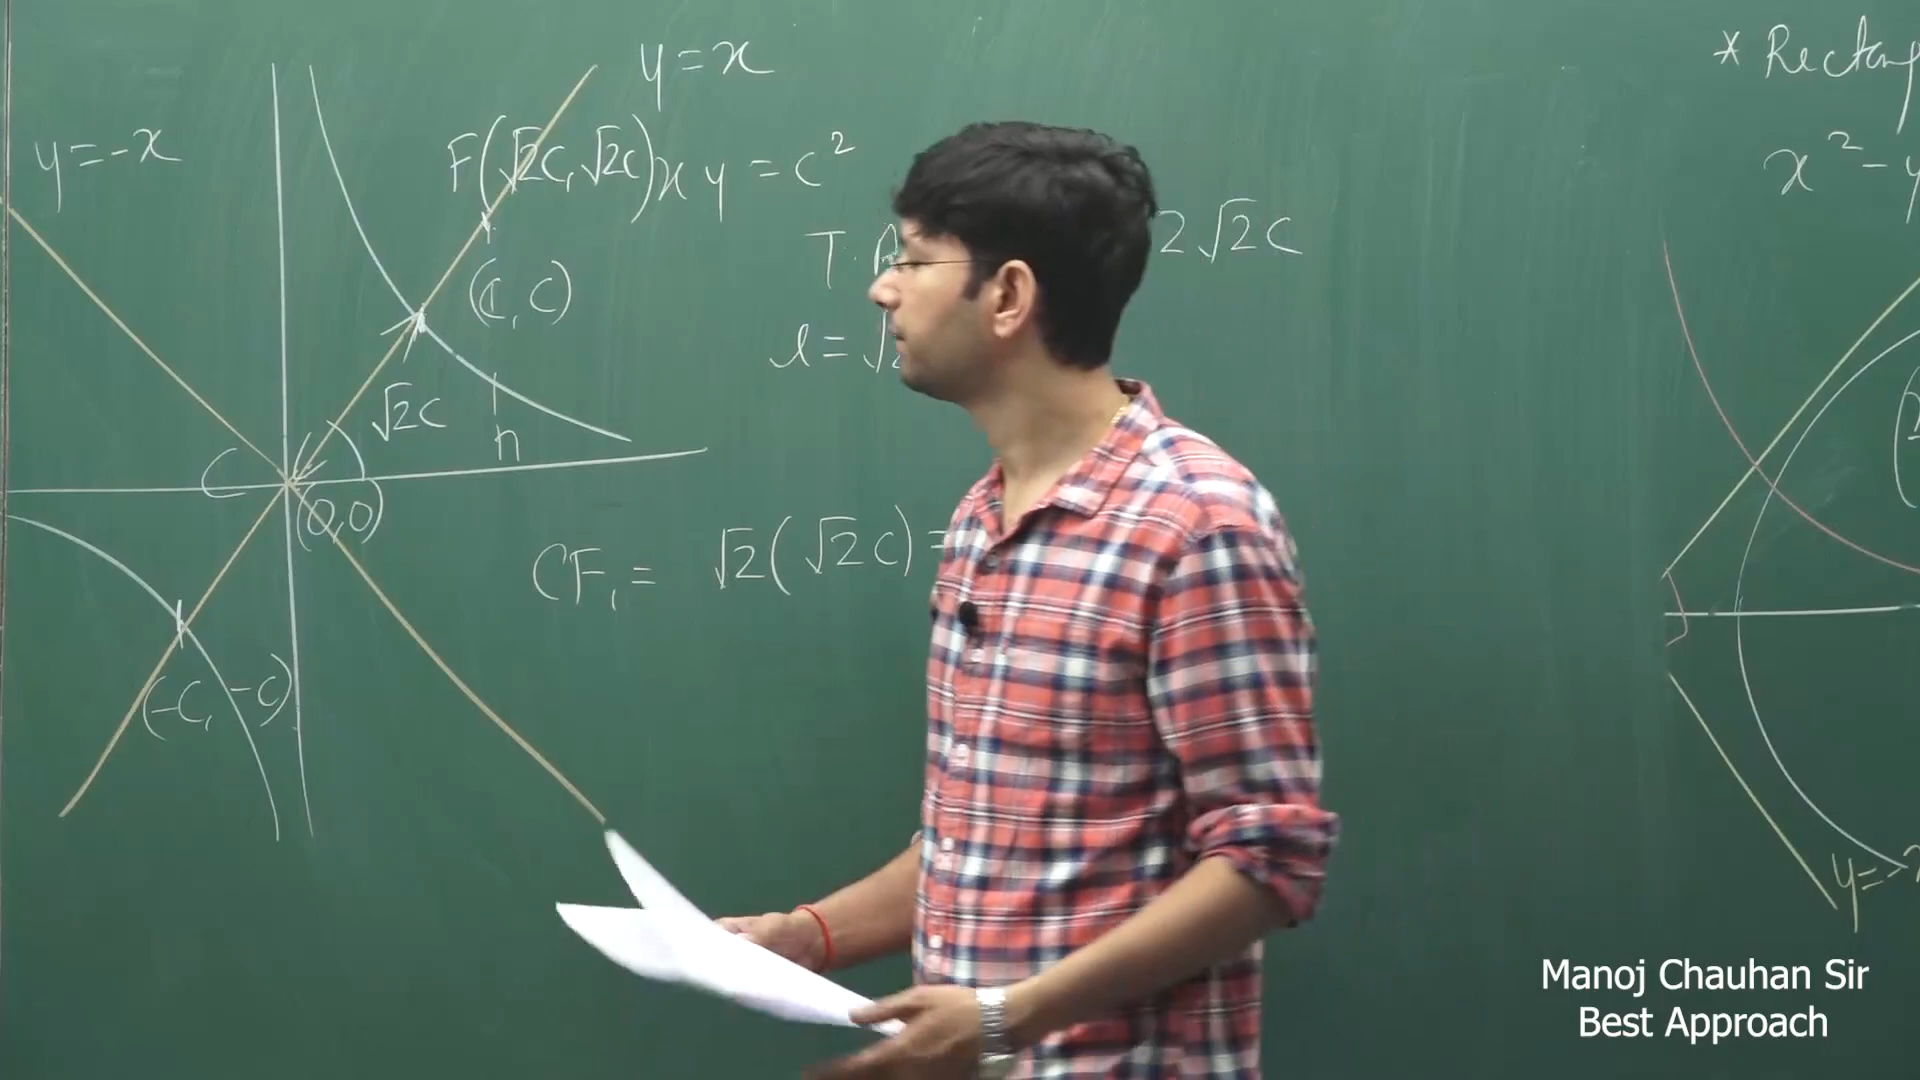 y = x
* Rectang
y = -x
F(√2c, √2c) xy = c²
x² - y
T. A 2√2c
(c, c)
l = √2
√2c
C
(0,0)
CF₁ = √2(√2c) =
(-c, -c)
y = -x
Manoj Chauhan Sir
Best Approach